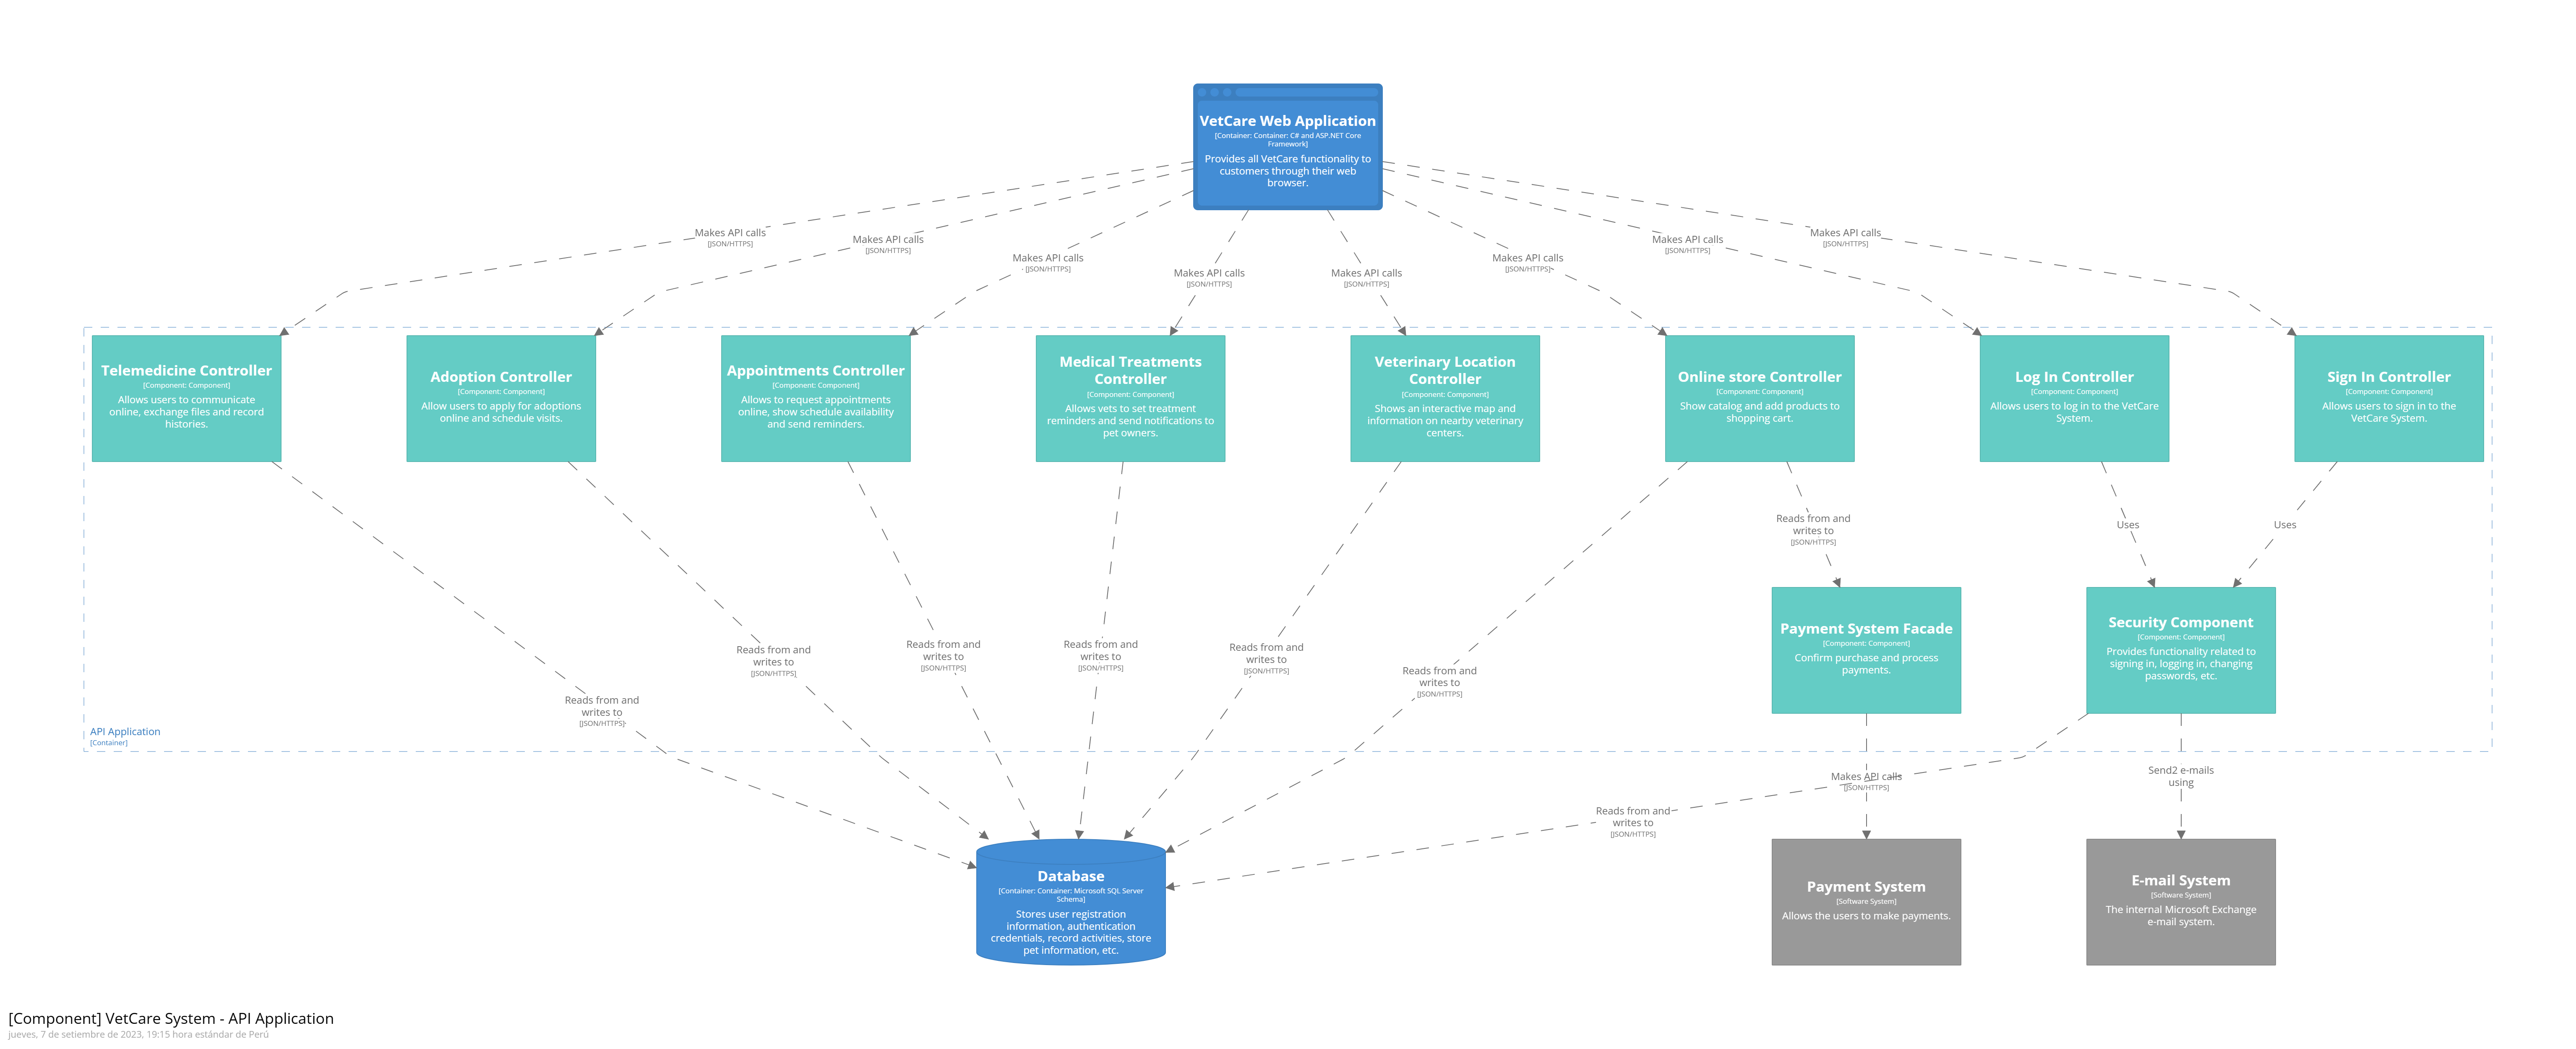 VetCare Web Application
[Container: Container: C# and ASP.NET Core
Framework]
Provides all VetCare functionality to
customers through their web
browser.
Makes API calls
[JSON/HTTPS]
Makes API calls
[JSON/HTTPS]
Makes API calls
[JSON/HTTPS]
Makes API calls
[JSON/HTTPS]
Makes API calls
[JSON/HTTPS]
Makes API calls
[JSON/HTTPS]
Makes API calls
[JSON/HTTPS]
Makes API calls
[JSON/HTTPS]
Telemedicine Controller
[Component: Component]
Allows users to communicate
online, exchange files and record
histories.
Adoption Controller
[Component: Component]
Allow users to apply for adoptions
online and schedule visits.
Appointments Controller
[Component: Component]
Allows to request appointments
online, show schedule availability
and send reminders.
Medical Treatments
Controller
[Component: Component]
Allows vets to set treatment
reminders and send notifications to
pet owners.
Veterinary Location
Controller
[Component: Component]
Shows an interactive map and
information on nearby veterinary
centers.
Online store Controller
[Component: Component]
Show catalog and add products to
shopping cart.
Log In Controller
[Component: Component]
Allows users to log in to the VetCare
System.
Sign In Controller
[Component: Component]
Allows users to sign in to the
VetCare System.
Reads from and
writes to
[JSON/HTTPS]
Uses
Uses
Payment System Facade
[Component: Component]
Confirm purchase and process
payments.
Security Component
[Component: Component]
Provides functionality related to
signing in, logging in, changing
passwords, etc.
Reads from and
writes to
[JSON/HTTPS]
Reads from and
writes to
[JSON/HTTPS]
Reads from and
writes to
[JSON/HTTPS]
Reads from and
writes to
[JSON/HTTPS]
Reads from and
writes to
[JSON/HTTPS]
Reads from and
writes to
[JSON/HTTPS]
API Application
[Container]
Makes API calls
[JSON/HTTPS]
Send2 e-mails
using
Reads from and
writes to
[JSON/HTTPS]
Database
[Container: Container: Microsoft SQL Server
Schema]
Stores user registration
information, authentication
credentials, record activities, store
pet information, etc.
Payment System
[Software System]
Allows the users to make payments.
E-mail System
[Software System]
The internal Microsoft Exchange
e-mail system.
[Component] VetCare System - API Application
jueves, 7 de setiembre de 2023, 19:15 hora estándar de Perú